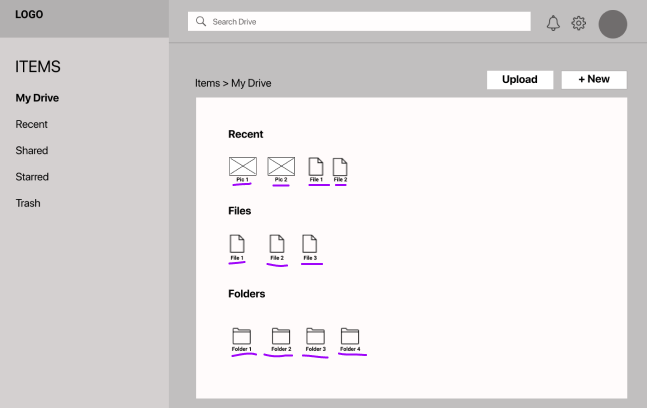 LOGO
Search Drive
ITEMS
My Drive
Recent
Shared
Starred
Trash
Items > My Drive
Upload
+ New
Recent
Pic 1 Pic 2 File 1 File 2
Files
File 1 File 2 File 3
Folders
Folder 1 Folder 2 Folder 3 Folder 4